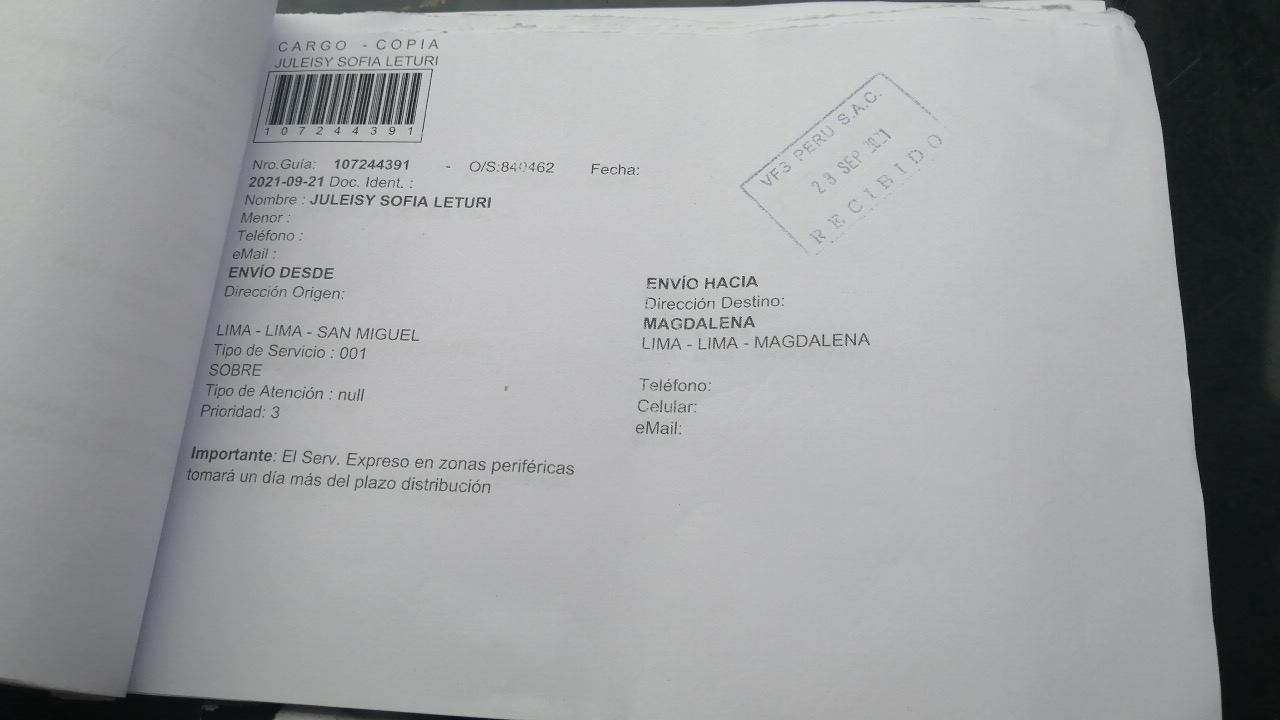 CARGO - COPIA
JULEISY SOFIA LETURI
107244391
Nro.Guía: 107244391 - O/S:840462 Fecha:
2021-09-21 Doc. Ident. :
Nombre : JULEISY SOFIA LETURI
Menor :
Teléfono :
eMail :
ENVÍO DESDE
Dirección Origen:
LIMA - LIMA - SAN MIGUEL
Tipo de Servicio : 001
SOBRE
Tipo de Atención : null
Prioridad: 3
Importante: El Serv. Expreso en zonas periféricas
tomará un día más del plazo distribución
VF3 PERU S.A.C.
29 SEP 2021
RECIBIDO
ENVÍO HACIA
Dirección Destino:
MAGDALENA
LIMA - LIMA - MAGDALENA
Teléfono:
Celular:
eMail: